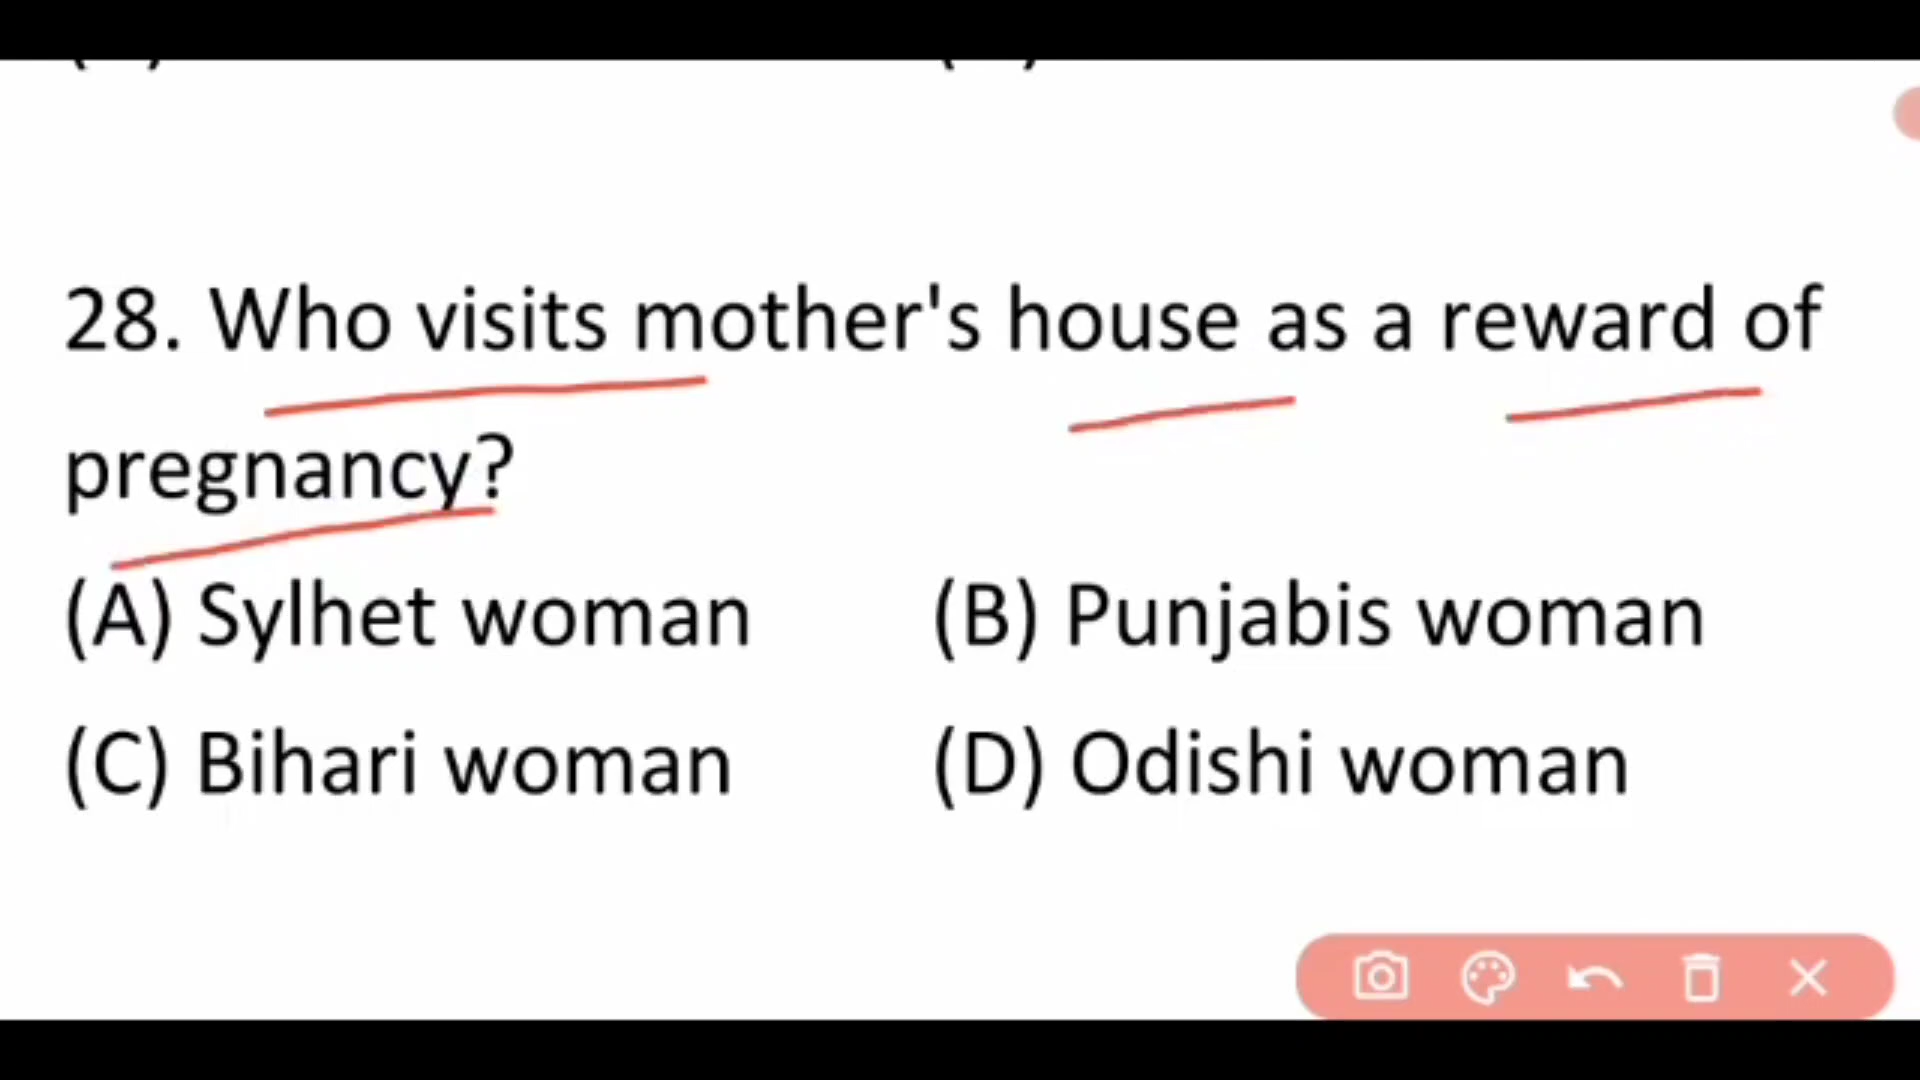 28. Who visits mother's house as a reward of
pregnancy?
(A) Sylhet woman (B) Punjabis woman
(C) Bihari woman (D) Odishi woman